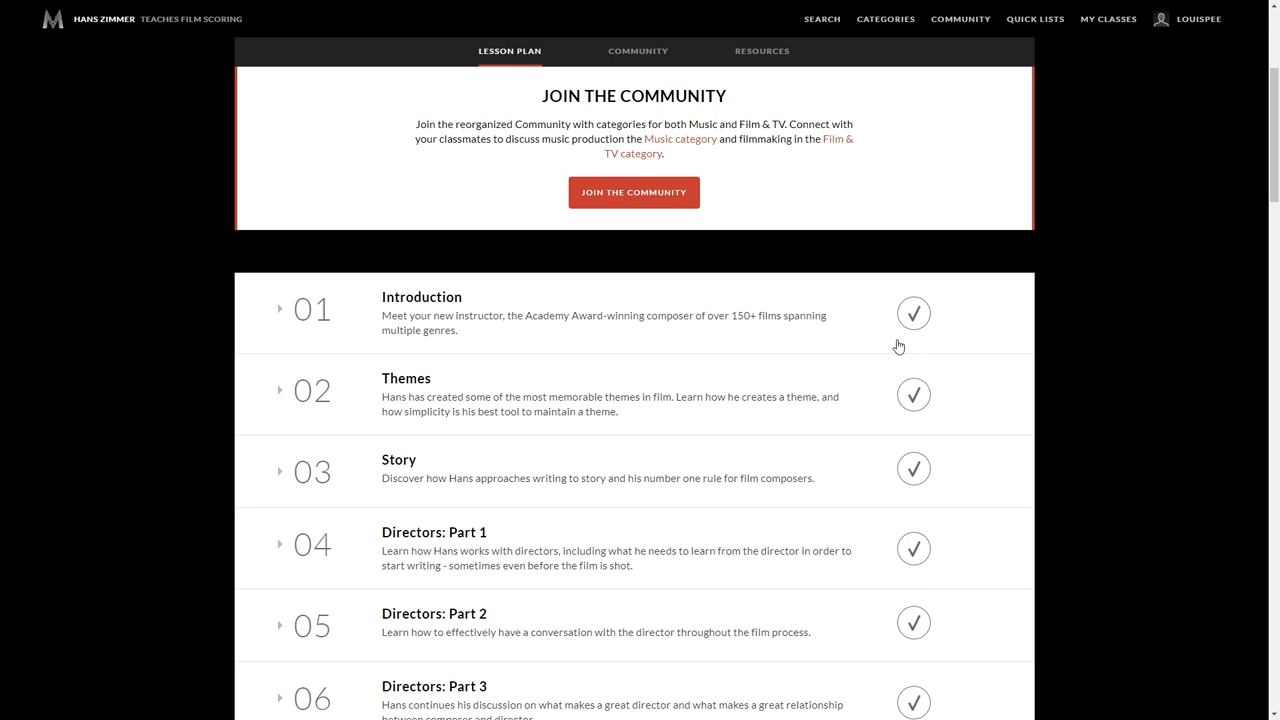 HANS ZIMMER TEACHES FILM SCORING
SEARCH CATEGORIES COMMUNITY QUICK LISTS MY CLASSES LOUISPEE
LESSON PLAN COMMUNITY RESOURCES
JOIN THE COMMUNITY
Join the reorganized Community with categories for both Music and Film & TV. Connect with
your classmates to discuss music production the Music category and filmmaking in the Film &
TV category.
JOIN THE COMMUNITY
01 Introduction
Meet your new instructor, the Academy Award-winning composer of over 150+ films spanning
multiple genres.
02 Themes
Hans has created some of the most memorable themes in film. Learn how he creates a theme, and
how simplicity is his best tool to maintain a theme.
03 Story
Discover how Hans approaches writing to story and his number one rule for film composers.
04 Directors: Part 1
Learn how Hans works with directors, including what he needs to learn from the director in order to
start writing - sometimes even before the film is shot.
05 Directors: Part 2
Learn how to effectively have a conversation with the director throughout the film process.
06 Directors: Part 3
Hans continues his discussion on what makes a great director and what makes a great relationship
between composer and director.